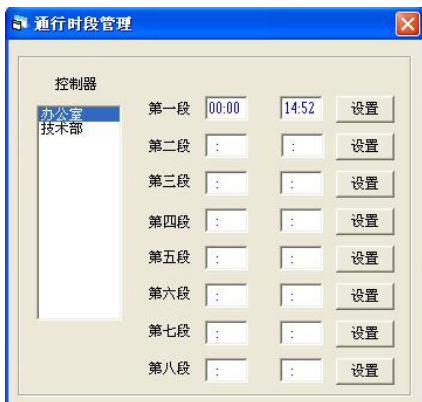 通行时段管理
控制器
办公室
技术部
第一段 00:00 14:52 设置
第二段 : : 设置
第三段 : : 设置
第四段 : : 设置
第五段 : : 设置
第六段 : : 设置
第七段 : : 设置
第八段 : : 设置